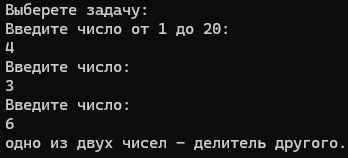 Выберете задачу:
Введите число от 1 до 20:
4
Введите число:
3
Введите число:
6
одно из двух чисел - делитель другого.